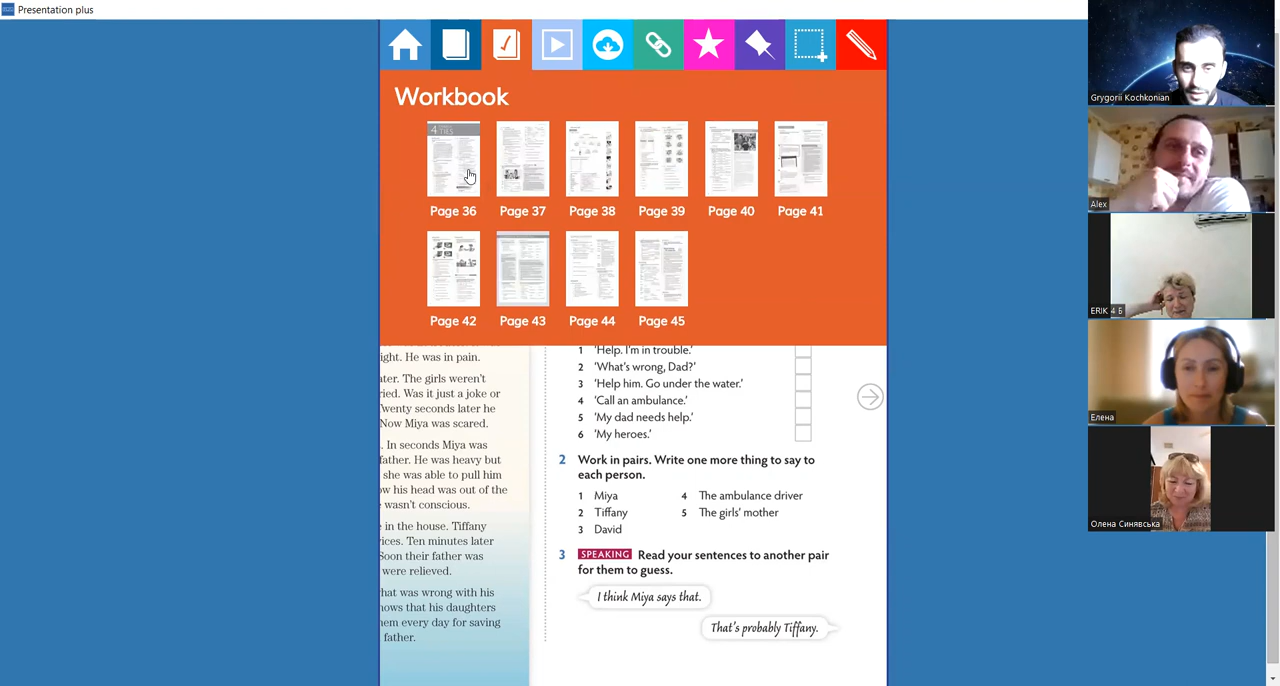 Presentation plus
Workbook
4
TIES
Page 36
Page 37
Page 38
Page 39
Page 40
Page 41
Page 42
Page 43
Page 44
Page 45
ight. He was in pain.
ater. The girls weren't
ried. Was it just a joke or
Twenty seconds later he
Now Miya was scared.
. In seconds Miya was
father. He was heavy but
she was able to pull him
ow his head was out of the
wasn't conscious.
in the house. Tiffany
vices. Ten minutes later
Soon their father was
were relieved.
hat was wrong with his
nows that his daughters
hem every day for saving
father.
1 'Help. I'm in trouble.'
2 'What's wrong, Dad?'
3 'Help him. Go under the water.'
4 'Call an ambulance.'
5 'My dad needs help.'
6 'My heroes.'
2 Work in pairs. Write one more thing to say to
each person.
1 Miya
2 Tiffany
3 David
4 The ambulance driver
5 The girls' mother
3 SPEAKING Read your sentences to another pair
for them to guess.
I think Miya says that.
That's probably Tiffany.
Grygorii Kochkonian
Alex
ERIK 4 Б
Елена
Олена Синявська